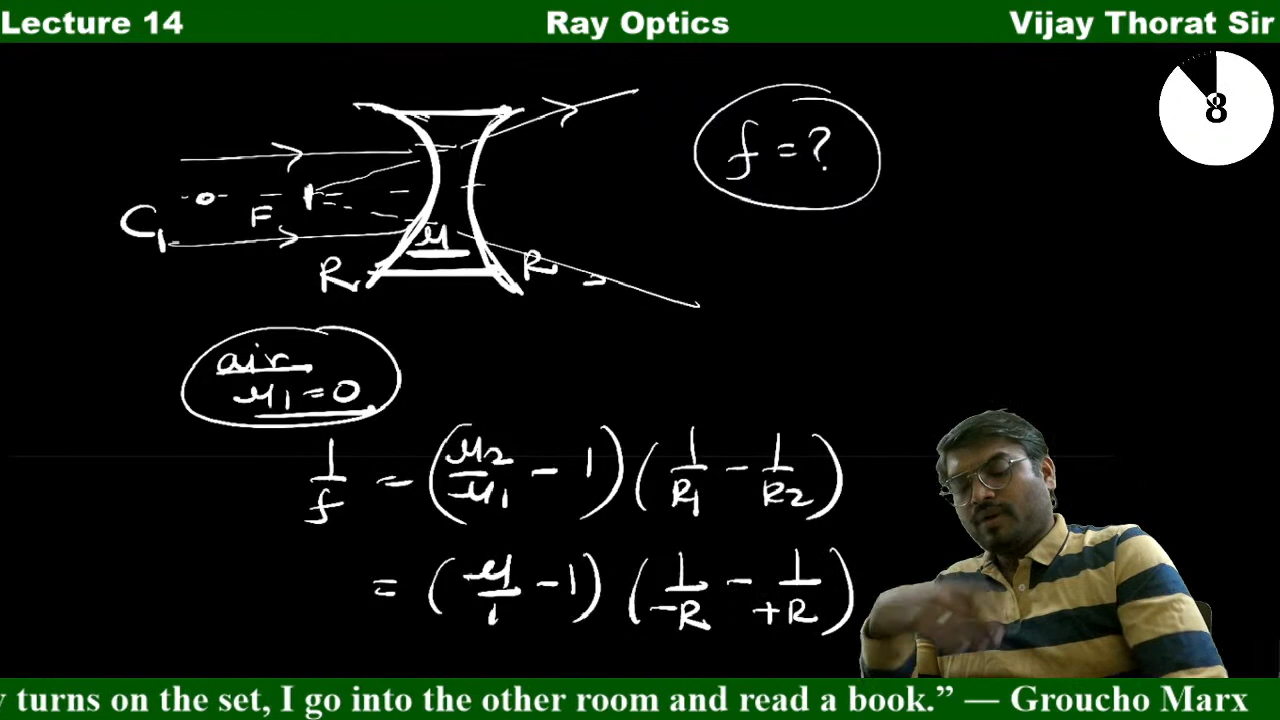 Lecture 14 Ray Optics Vijay Thorat Sir
8
f = ?
C₁ F
μ
R R
air
μ₁ = 0
1/f = (μ₂/μ₁ - 1) (1/R₁ - 1/R₂)
= (μ/1 - 1) (1/-R - 1/+R)
turns on the set, I go into the other room and read a book.” — Groucho Marx